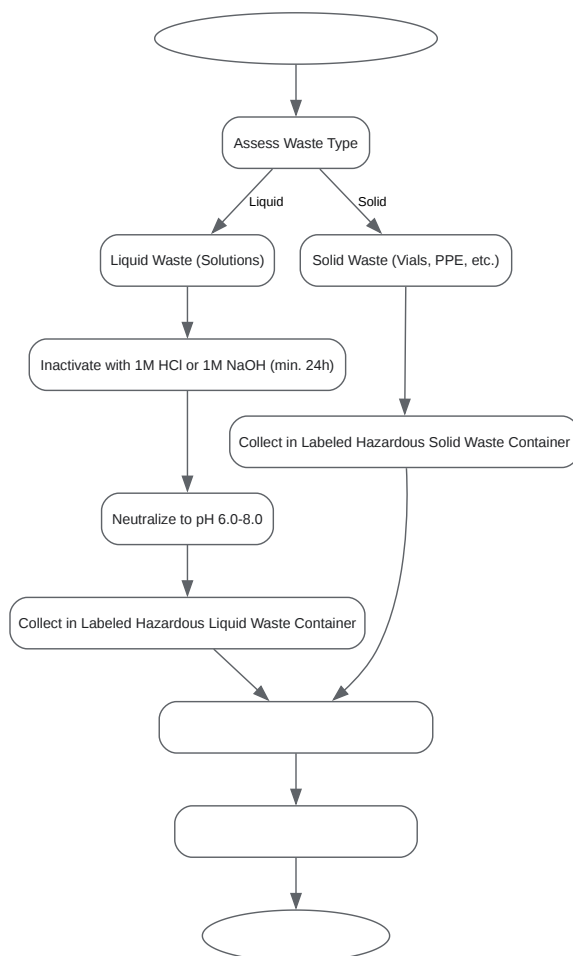 Assess Waste Type
Liquid
Solid
Liquid Waste (Solutions)
Solid Waste (Vials, PPE, etc.)
Inactivate with 1M HCl or 1M NaOH (min. 24h)
Collect in Labeled Hazardous Solid Waste Container
Neutralize to pH 6.0-8.0
Collect in Labeled Hazardous Liquid Waste Container